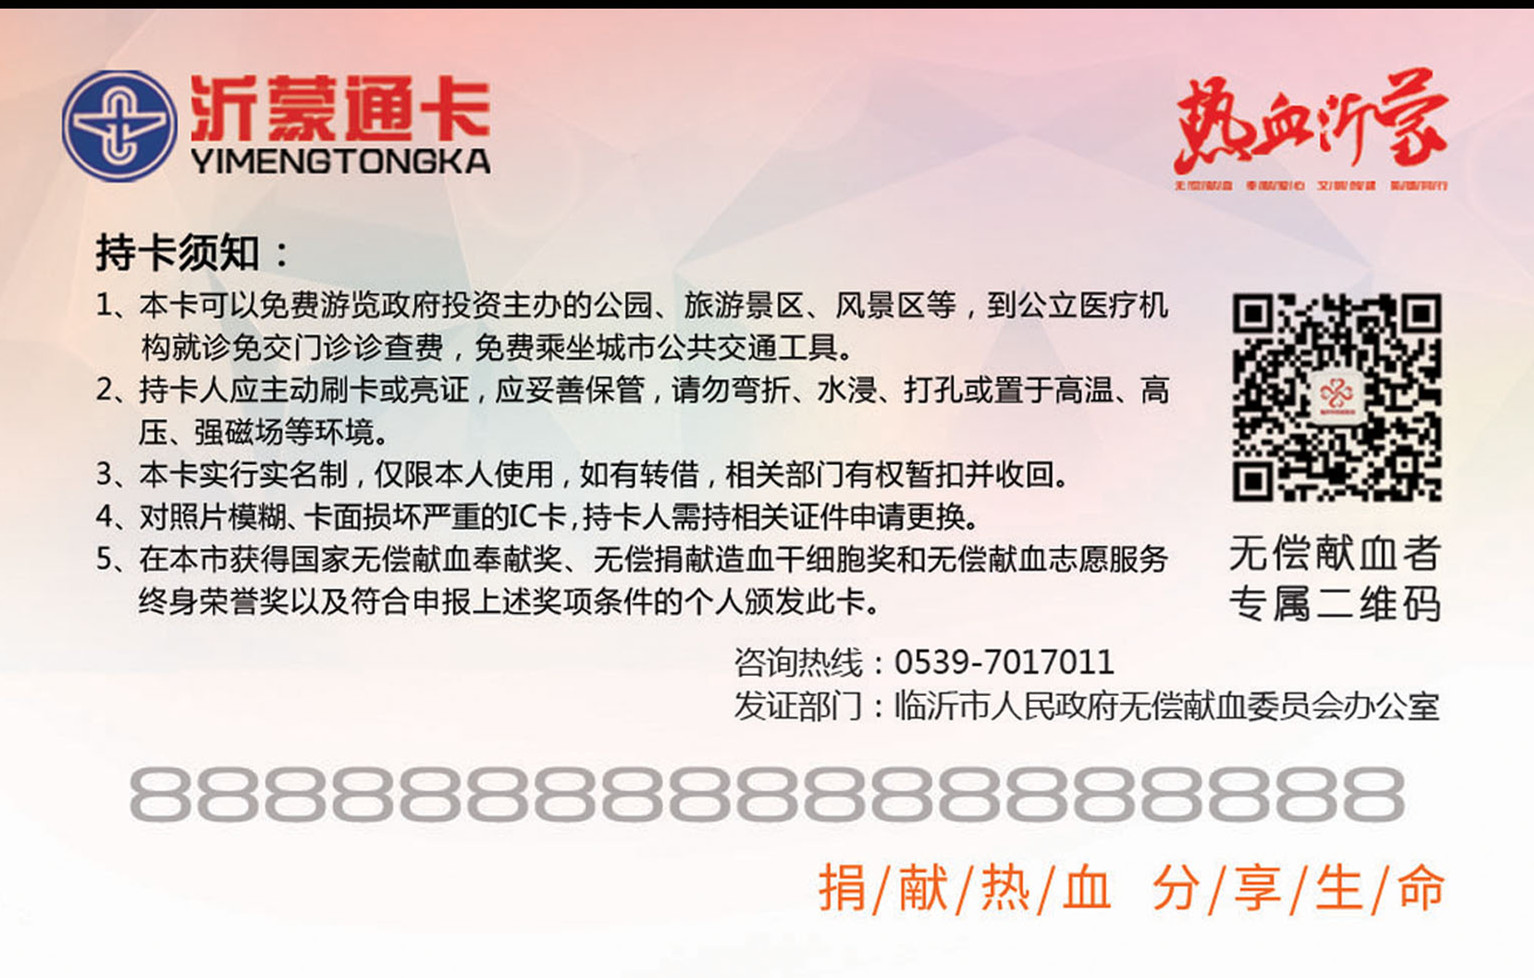 沂蒙通卡
YIMENGTONGKA
热血沂蒙
持卡须知：
1、本卡可以免费游览政府投资主办的公园、旅游景区、风景区等，到公立医疗机
构就诊免交门诊诊查费，免费乘坐城市公共交通工具。
2、持卡人应主动刷卡或亮证，应妥善保管，请勿弯折、水浸、打孔或置于高温、高
压、强磁场等环境。
3、本卡实行实名制，仅限本人使用，如有转借，相关部门有权暂扣并收回。
4、对照片模糊、卡面损坏严重的IC卡，持卡人需持相关证件申请更换。
5、在本市获得国家无偿献血奉献奖、无偿捐献造血干细胞奖和无偿献血志愿服务
终身荣誉奖以及符合申报上述奖项条件的个人颁发此卡。
无偿献血者
专属二维码
咨询热线：0539-7017011
发证部门：临沂市人民政府无偿献血委员会办公室
8888888888888888888
捐/献/热/血 分/享/生/命